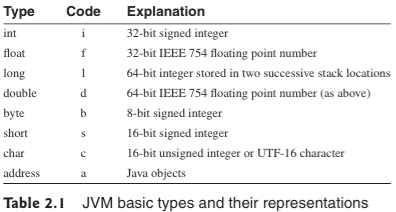 Type Code Explanation
int i 32-bit signed integer
float f 32-bit IEEE 754 floating point number
long l 64-bit integer stored in two successive stack locations
double d 64-bit IEEE 754 floating point number (as above)
byte b 8-bit signed integer
short s 16-bit signed integer
char c 16-bit unsigned integer or UTF-16 character
address a Java objects
Table 2.1 JVM basic types and their representations